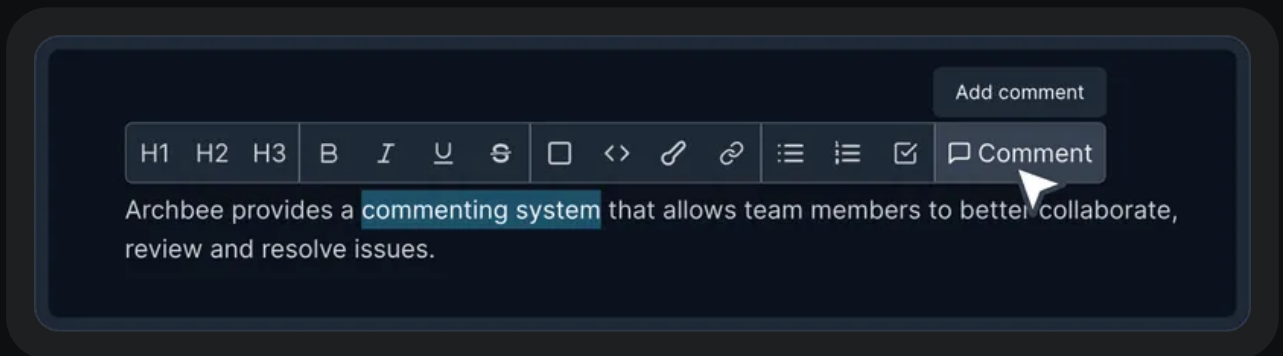 Add comment
H1 H2 H3 B I U S Comment
Archbee provides a commenting system that allows team members to better collaborate,
review and resolve issues.